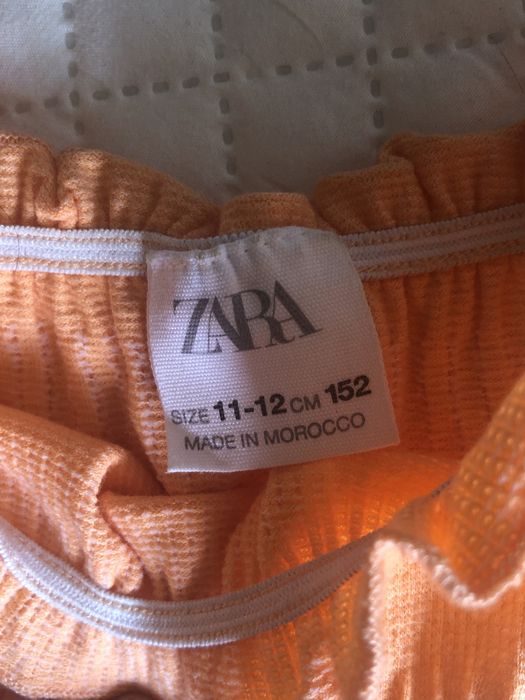 ZARA
SIZE 11-12 CM 152
MADE IN MOROCCO